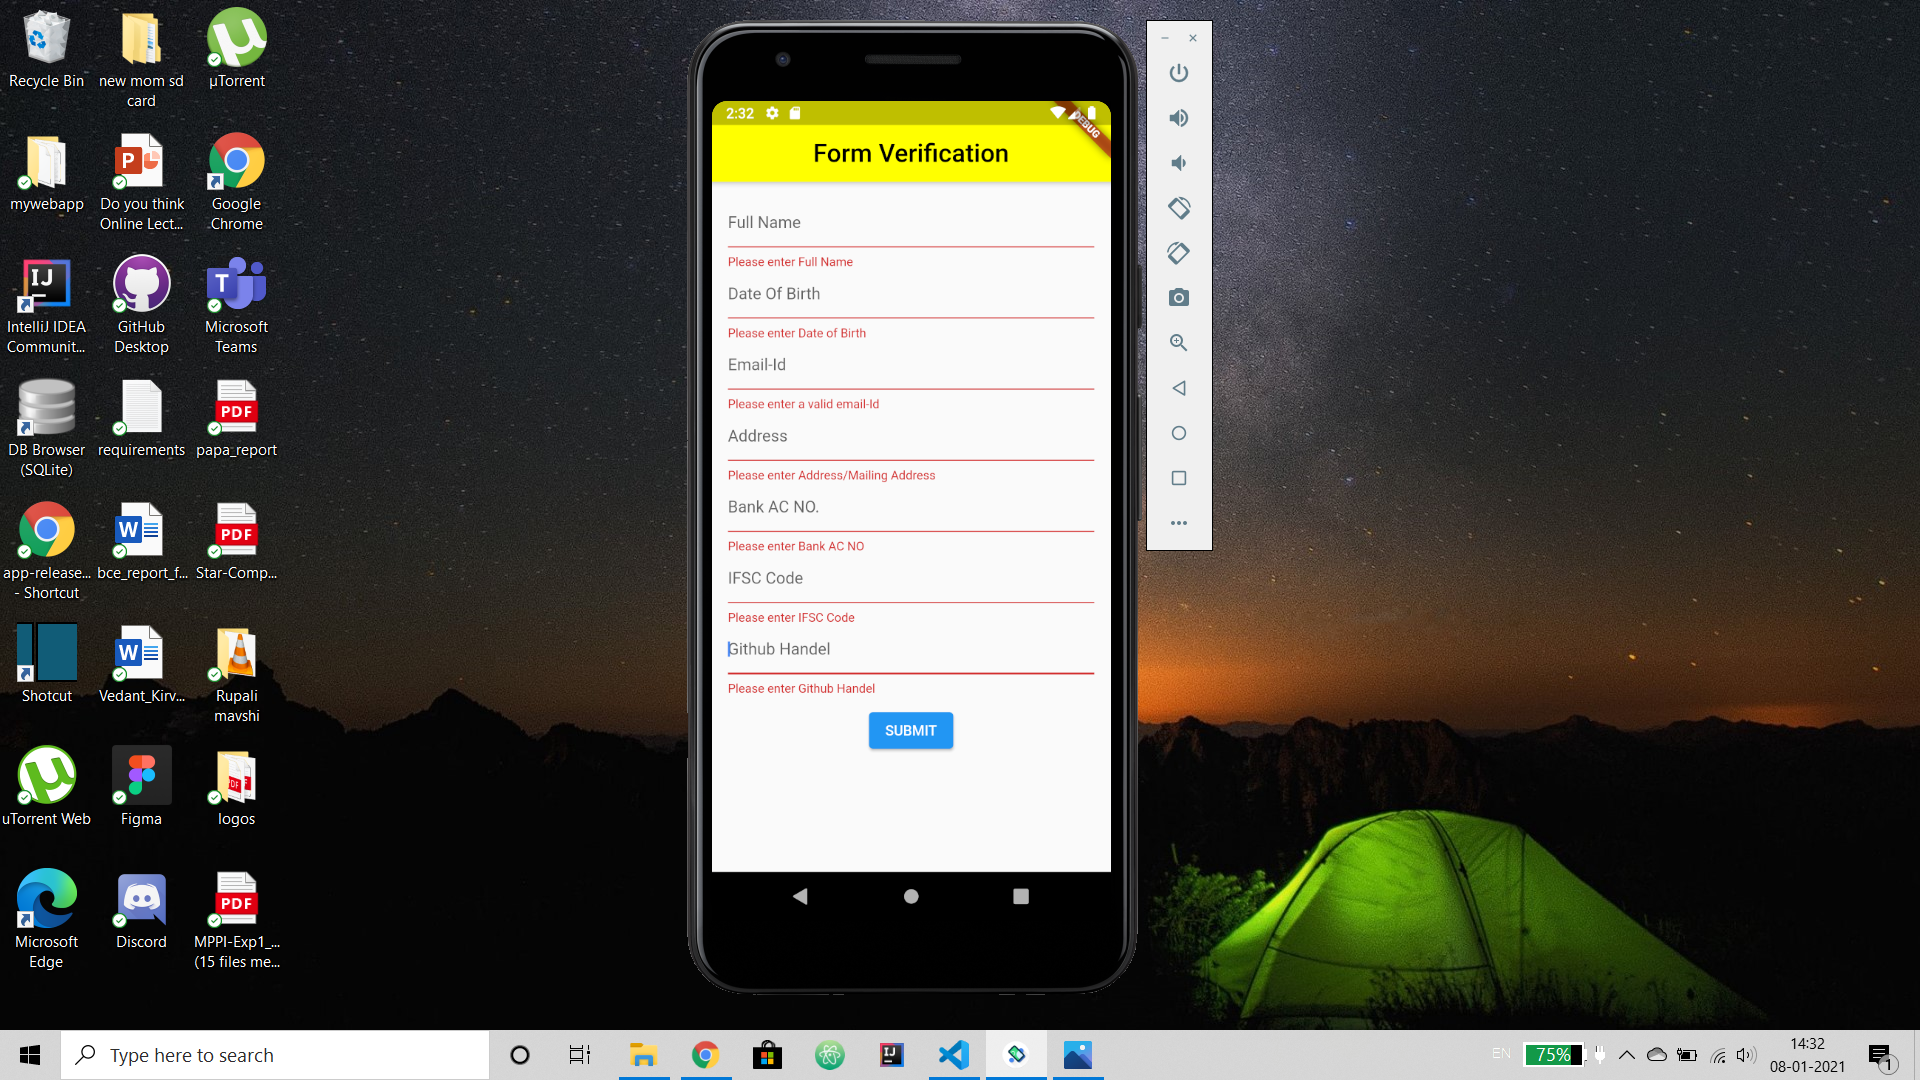 Recycle Bin
new mom sd
card
µTorrent
mywebapp
Do you think
Online Lect...
Google
Chrome
IntelliJ IDEA
Communit...
GitHub
Desktop
Microsoft
Teams
DB Browser
(SQLite)
requirements
papa_report
app-release...
- Shortcut
bce_report_f...
Star-Comp...
Shotcut
Vedant_Kirv...
Rupali
mavshi
uTorrent Web
Figma
logos
Microsoft
Edge
Discord
MPPI-Exp1_...
(15 files me...
PDF
PDF
PDF
2:32
DEBUG
Form Verification
Full Name
Please enter Full Name
Date Of Birth
Please enter Date of Birth
Email-Id
Please enter a valid email-Id
Address
Please enter Address/Mailing Address
Bank AC NO.
Please enter Bank AC NO
IFSC Code
Please enter IFSC Code
Github Handel
Please enter Github Handel
SUBMIT
Type here to search
EN
75%
14:32
08-01-2021
1